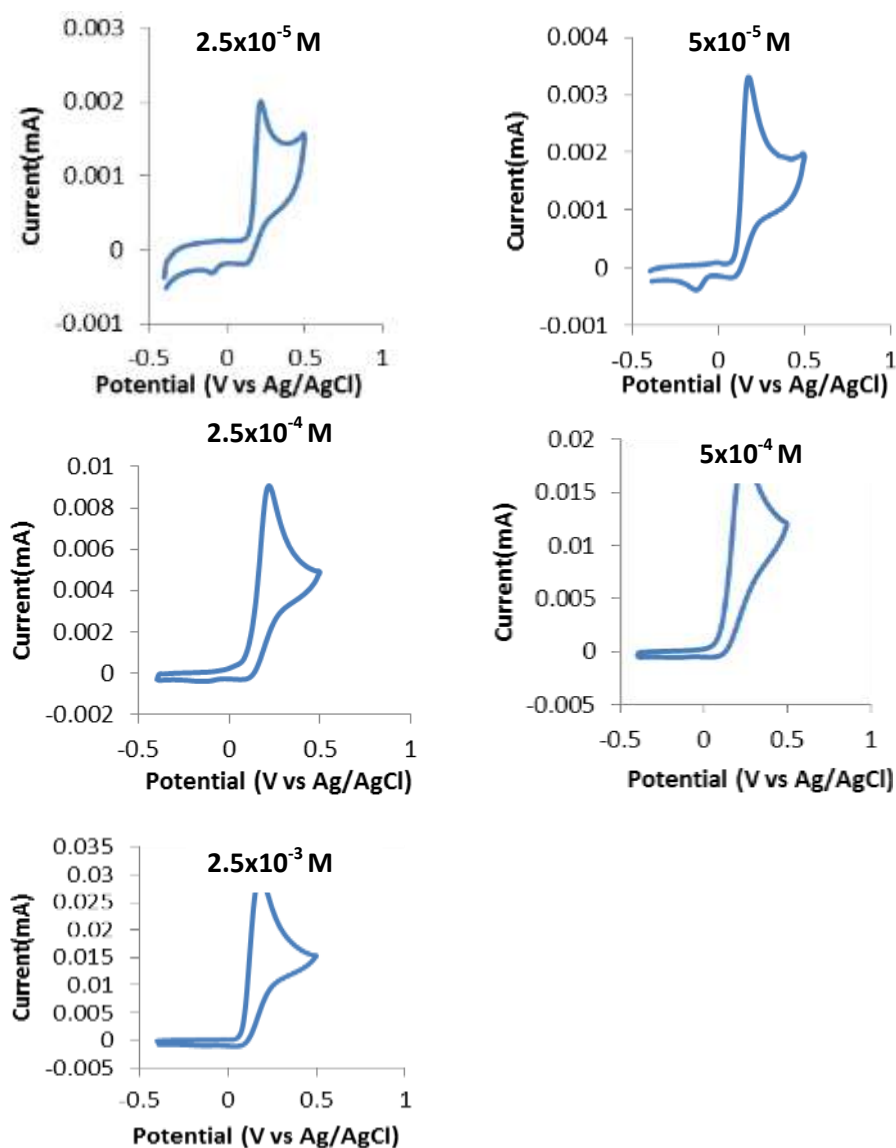 2.5x10⁻⁵ M
0.003
0.002
0.001
0
-0.001
Current(mA)
-0.5 0 0.5 1
Potential (V vs Ag/AgCl)
5x10⁻⁵ M
0.004
0.003
0.002
0.001
0
-0.001
Current(mA)
-0.5 0 0.5 1
Potential (V vs Ag/AgCl)
2.5x10⁻⁴ M
0.01
0.008
0.006
0.004
0.002
0
-0.002
Current(mA)
-0.5 0 0.5 1
Potential (V vs Ag/AgCl)
5x10⁻⁴ M
0.02
0.015
0.01
0.005
0
-0.005
Current(mA)
-0.5 0 0.5 1
Potential (V vs Ag/AgCl)
2.5x10⁻³ M
0.035
0.03
0.025
0.02
0.015
0.01
0.005
0
-0.005
Current(mA)
-0.5 0 0.5 1
Potential (V vs Ag/AgCl)